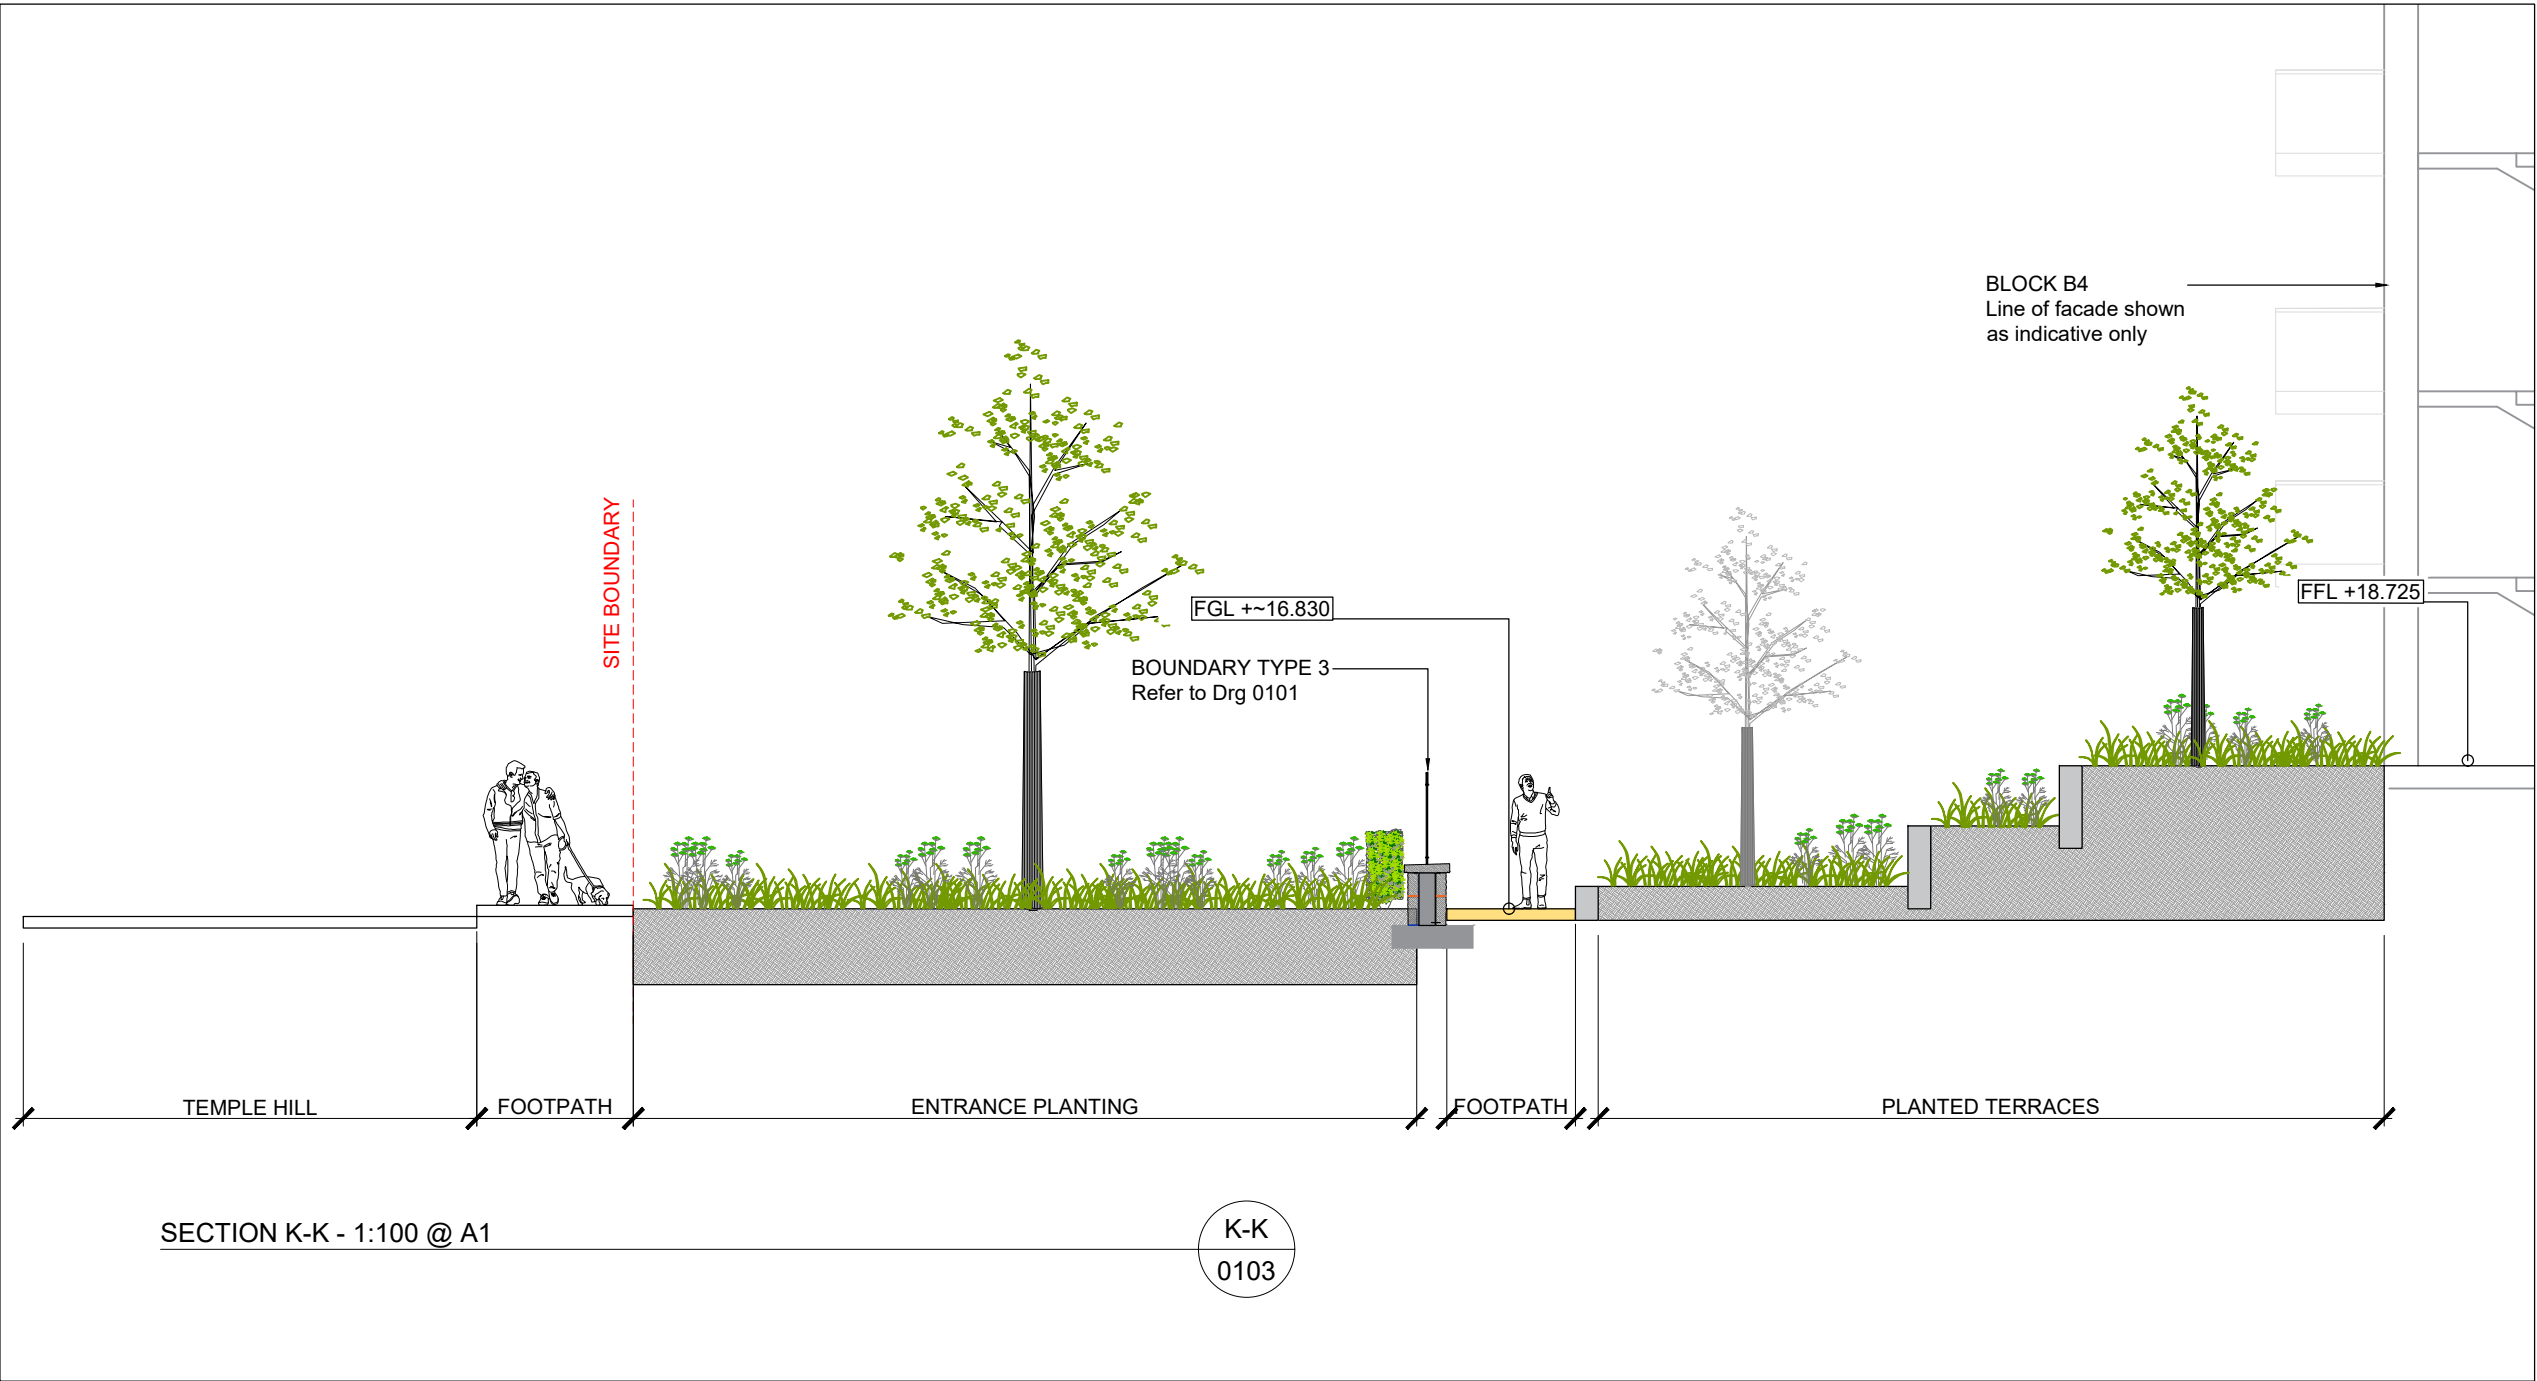 BLOCK B4
Line of facade shown
as indicative only
SITE BOUNDARY
FGL +~16.830
FFL +18.725
BOUNDARY TYPE 3
Refer to Drg 0101
TEMPLE HILL
FOOTPATH
ENTRANCE PLANTING
FOOTPATH
PLANTED TERRACES
SECTION K-K - 1:100 @ A1
K-K
0103